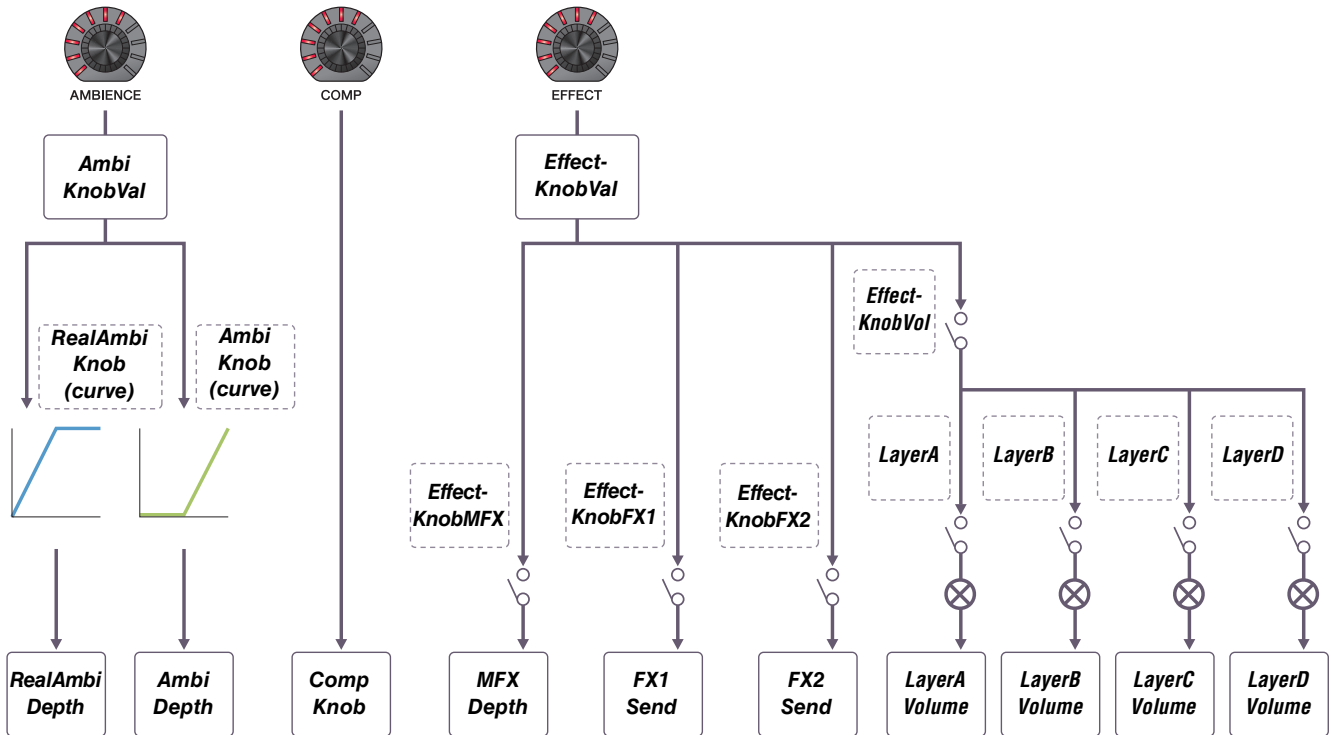 AMBIENCE
COMP
EFFECT
Ambi
KnobVal
Effect-
KnobVal
Effect-
KnobVol
RealAmbi
Knob
(curve)
Ambi
Knob
(curve)
LayerA
LayerB
LayerC
LayerD
Effect-
KnobMFX
Effect-
KnobFX1
Effect-
KnobFX2
RealAmbi
Depth
Ambi
Depth
Comp
Knob
MFX
Depth
FX1
Send
FX2
Send
LayerA
Volume
LayerB
Volume
LayerC
Volume
LayerD
Volume